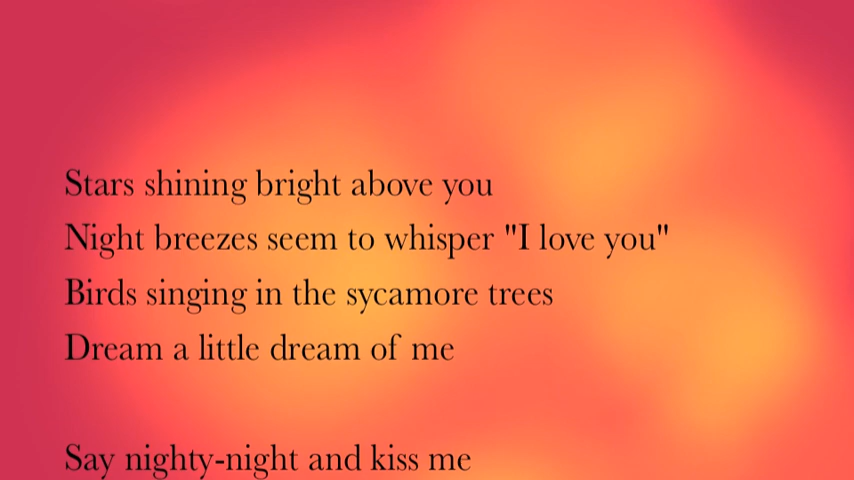 Stars shining bright above you
Night breezes seem to whisper "I love you"
Birds singing in the sycamore trees
Dream a little dream of me
Say nighty-night and kiss me